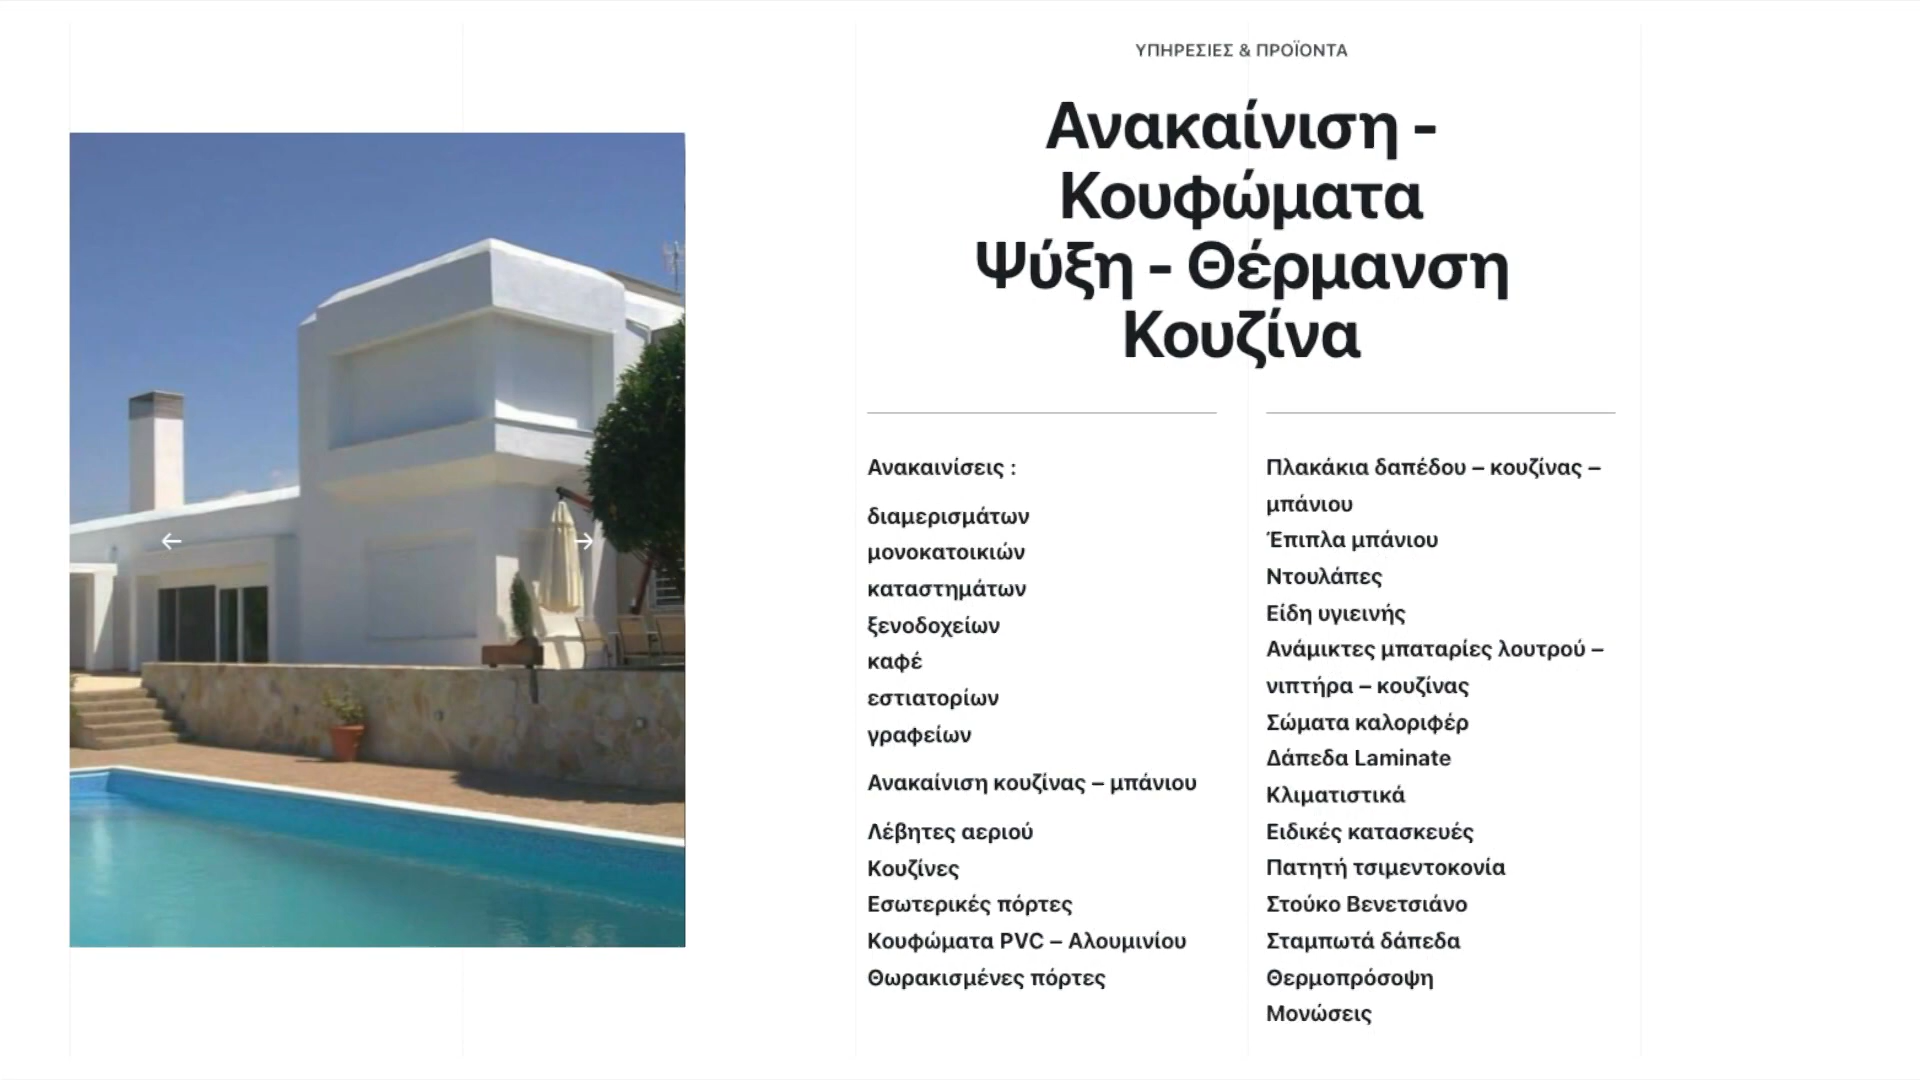 ΥΠΗΡΕΣΙΕΣ & ΠΡΟΪΟΝΤΑ
Ανακαίνιση -
Κουφώματα
Ψύξη - Θέρμανση
Κουζίνα
Ανακαινίσεις :
διαμερισμάτων
μονοκατοικιών
καταστημάτων
ξενοδοχείων
καφέ
εστιατορίων
γραφείων
Ανακαίνιση κουζίνας – μπάνιου
Λέβητες αεριού
Κουζίνες
Εσωτερικές πόρτες
Κουφώματα PVC – Αλουμινίου
Θωρακισμένες πόρτες
Πλακάκια δαπέδου – κουζίνας –
μπάνιου
Έπιπλα μπάνιου
Ντουλάπες
Είδη υγιεινής
Ανάμικτες μπαταρίες λουτρού –
νιπτήρα – κουζίνας
Σώματα καλοριφέρ
Δάπεδα Laminate
Κλιματιστικά
Ειδικές κατασκευές
Πατητή τσιμεντοκονία
Στούκο Βενετσιάνο
Σταμπωτά δάπεδα
Θερμοπρόσοψη
Μονώσεις